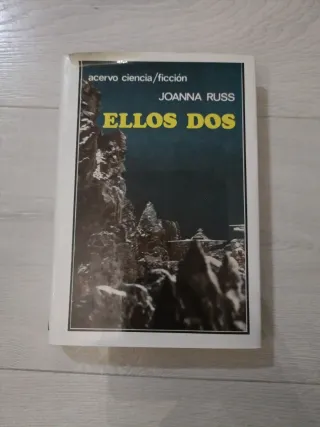 acervo ciencia/ficción
JOANNA RUSS
ELLOS DOS